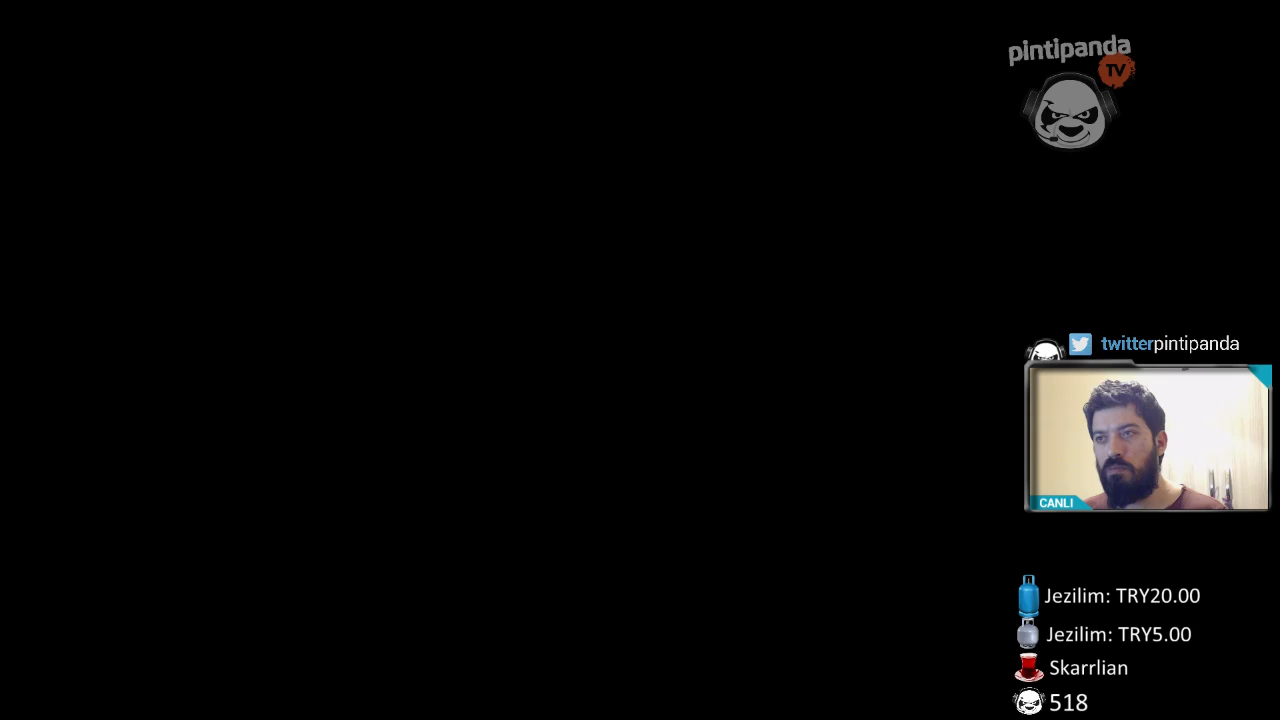 pintipanda
TV
twitterpintipanda
CANLI
Jezilim: TRY20.00
Jezilim: TRY5.00
Skarrlian
518